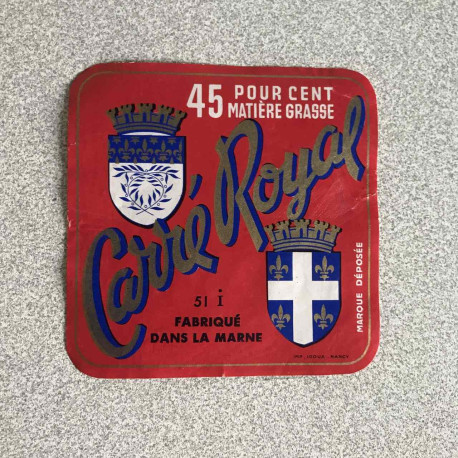 45 POUR CENT
MATIÈRE GRASSE
Carré Royal
51 I
FABRIQUÉ
DANS LA MARNE
MARQUE DÉPOSÉE